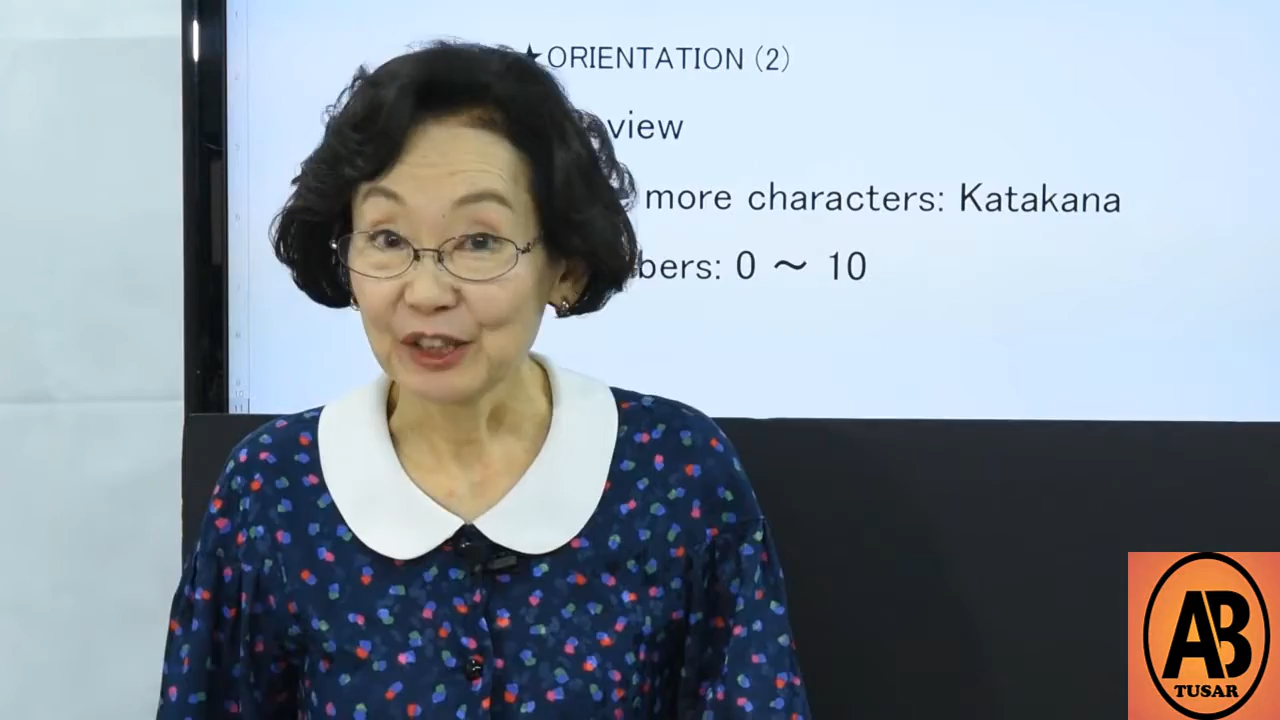 ★ORIENTATION (2)
view
more characters: Katakana
bers: 0 ～ 10
AB
TUSAR